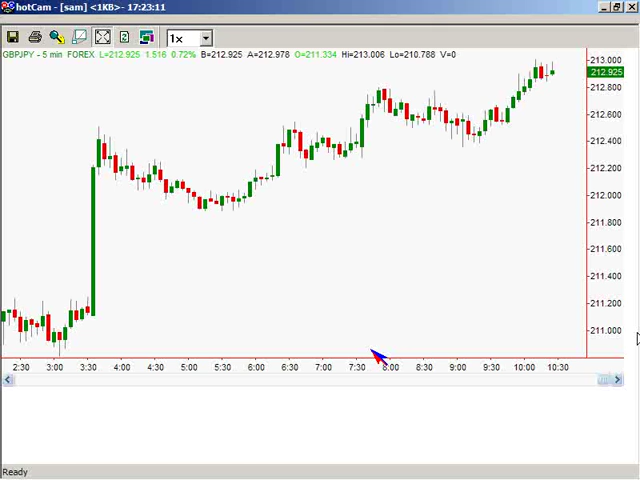 hotCam - [sam] <1KB>- 17:23:11
1x
GBPJPY - 5 min FOREX L=212.925 1.516 0.72% B=212.925 A=212.978 O=211.334 Hi=213.006 Lo=210.788 V=0
213.000
212.925
212.800
212.600
212.400
212.200
212.000
211.800
211.600
211.400
211.200
211.000
2:30 3:00 3:30 4:00 4:30 5:00 5:30 6:00 6:30 7:00 7:30 8:00 8:30 9:00 9:30 10:00 10:30
Ready